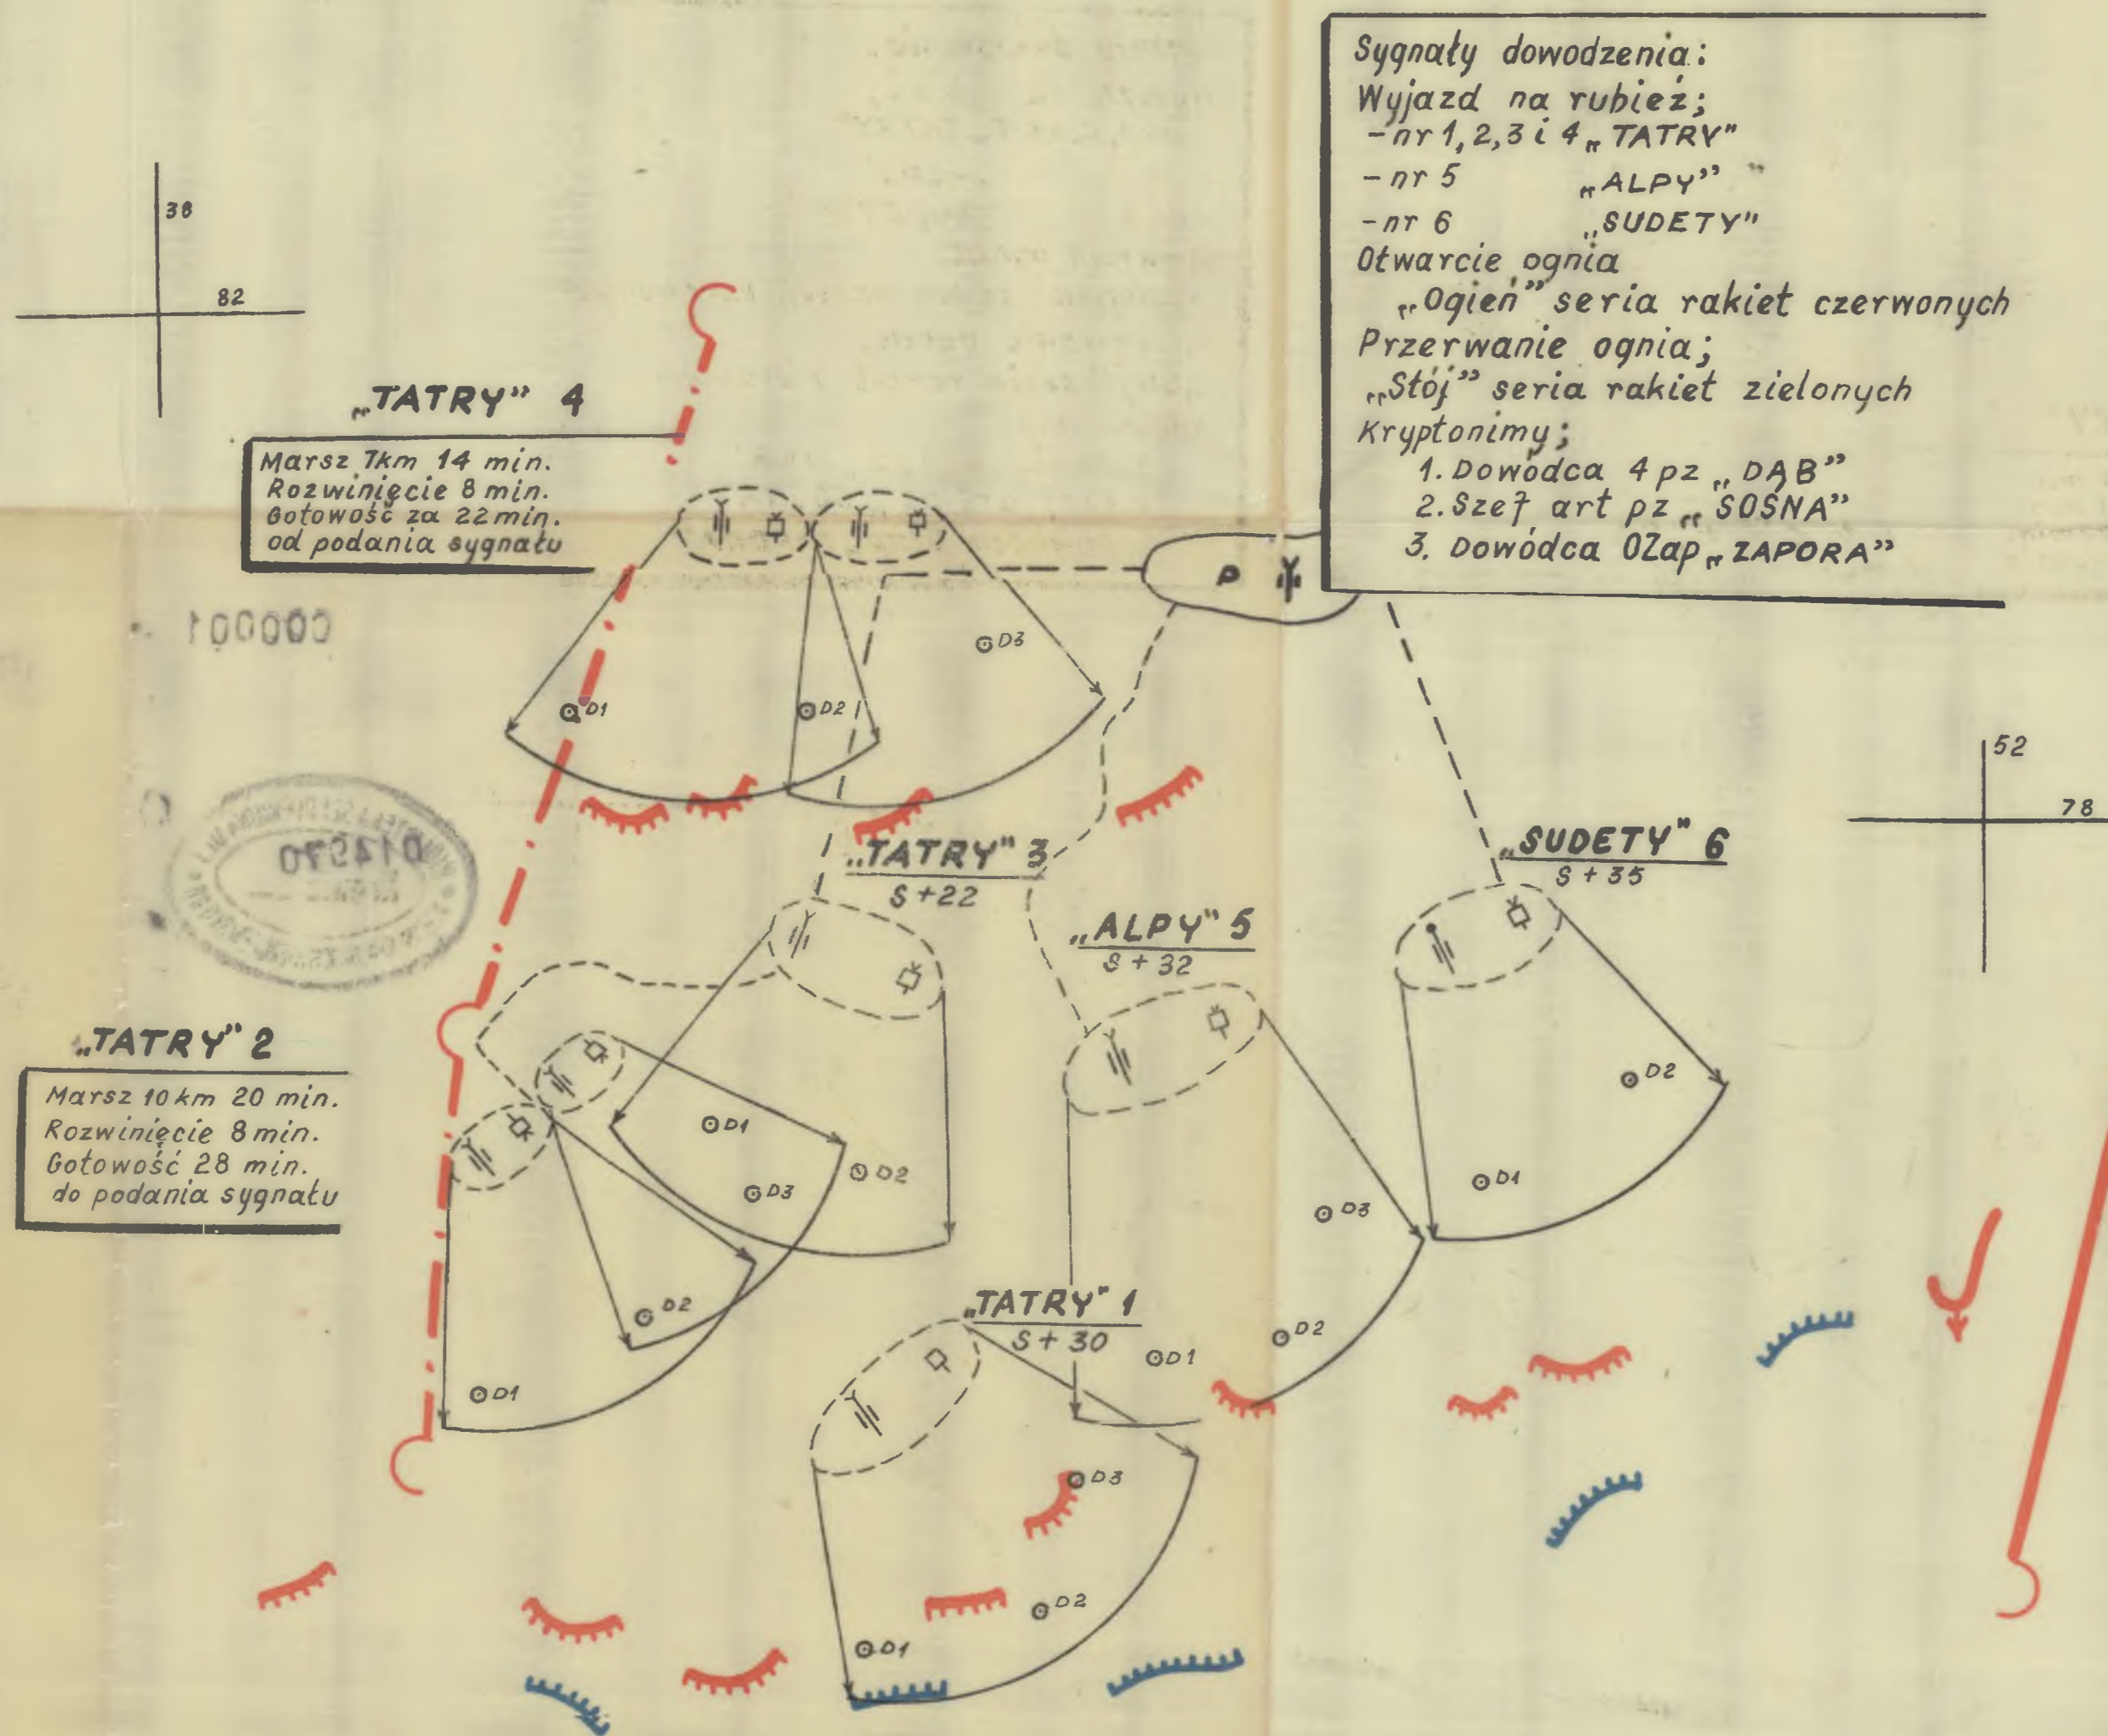 Sygnały dowodzenia:
Wyjazd na rubież;
- nr 1, 2, 3 i 4 „TATRY”
- nr 5 „ALPY”
- nr 6 „SUDETY”
Otwarcie ognia
„Ogień” seria rakiet czerwonych
Przerwanie ognia;
„Stój” seria rakiet zielonych
Kryptonimy;
1. Dowódca 4 pz „DĄB”
2. Szef art pz „SOSNA”
3. Dowódca OZap „ZAPORA”
38
82
„TATRY” 4
Marsz 7km 14 min.
Rozwinięcie 8 min.
Gotowość za 22 min.
od podania sygnału
P
000001
D1
D2
D3
52
78
014970
„TATRY” 3
S + 22
„SUDETY” 6
S + 35
„ALPY” 5
S + 32
„TATRY” 2
Marsz 10 km 20 min.
Rozwinięcie 8 min.
Gotowość 28 min.
do podania sygnału
D1
D2
D3
D2
D1
D3
D2
D1
D2
D1
„TATRY” 1
S + 30
D1
D2
D3
D2
D1